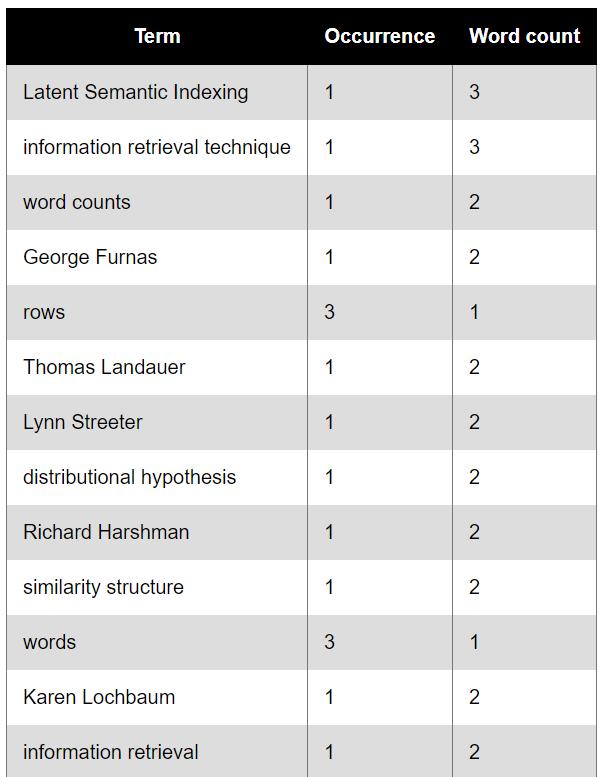 Term Occurrence Word count
Latent Semantic Indexing 1 3
information retrieval technique 1 3
word counts 1 2
George Furnas 1 2
rows 3 1
Thomas Landauer 1 2
Lynn Streeter 1 2
distributional hypothesis 1 2
Richard Harshman 1 2
similarity structure 1 2
words 3 1
Karen Lochbaum 1 2
information retrieval 1 2